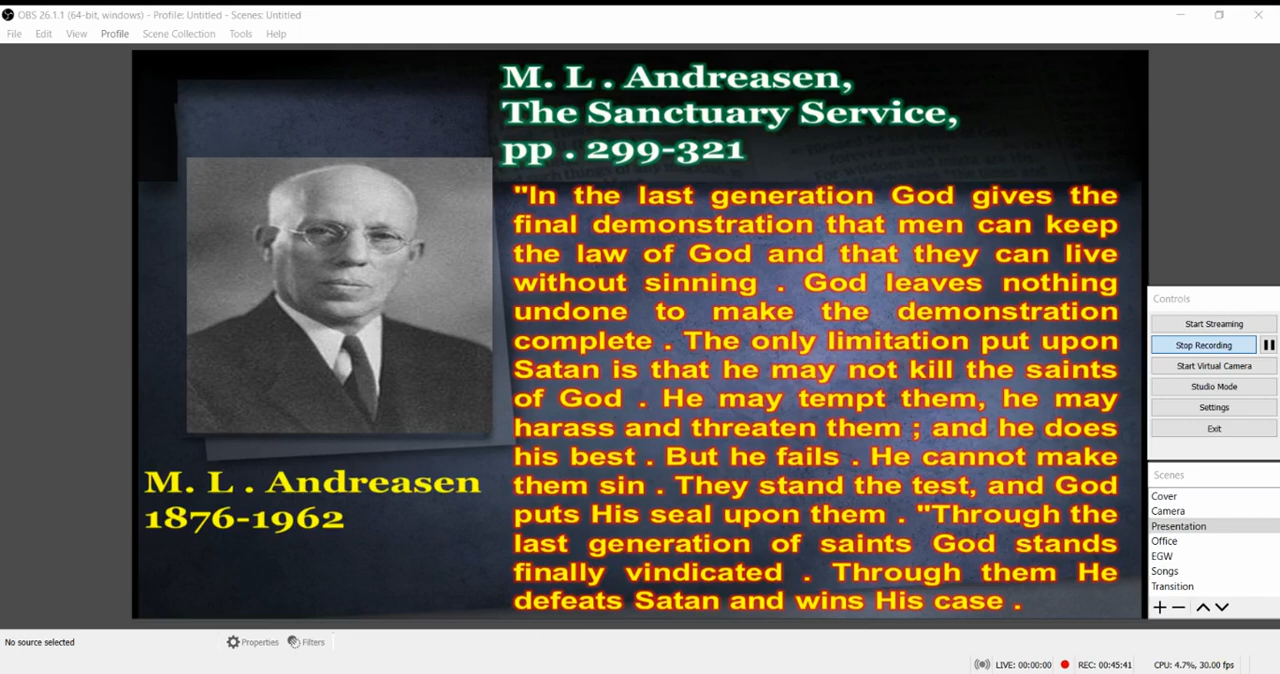 OBS 26.1.1 (64-bit, windows) - Profile: Untitled - Scenes: Untitled
File Edit View Profile Scene Collection Tools Help
M. L . Andreasen,
The Sanctuary Service,
pp . 299-321
"In the last generation God gives the
final demonstration that men can keep
the law of God and that they can live
without sinning . God leaves nothing
undone to make the demonstration
complete . The only limitation put upon
Satan is that he may not kill the saints
of God . He may tempt them, he may
harass and threaten them ; and he does
his best . But he fails . He cannot make
them sin . They stand the test, and God
puts His seal upon them . "Through the
last generation of saints God stands
finally vindicated . Through them He
defeats Satan and wins His case .
M. L . Andreasen
1876-1962
Controls
Start Streaming
Stop Recording
Start Virtual Camera
Studio Mode
Settings
Exit
Scenes
Cover
Camera
Presentation
Office
EGW
Songs
Transition
No source selected
Properties Filters
LIVE: 00:00:00 REC: 00:45:41 CPU: 4.7%, 30.00 fps